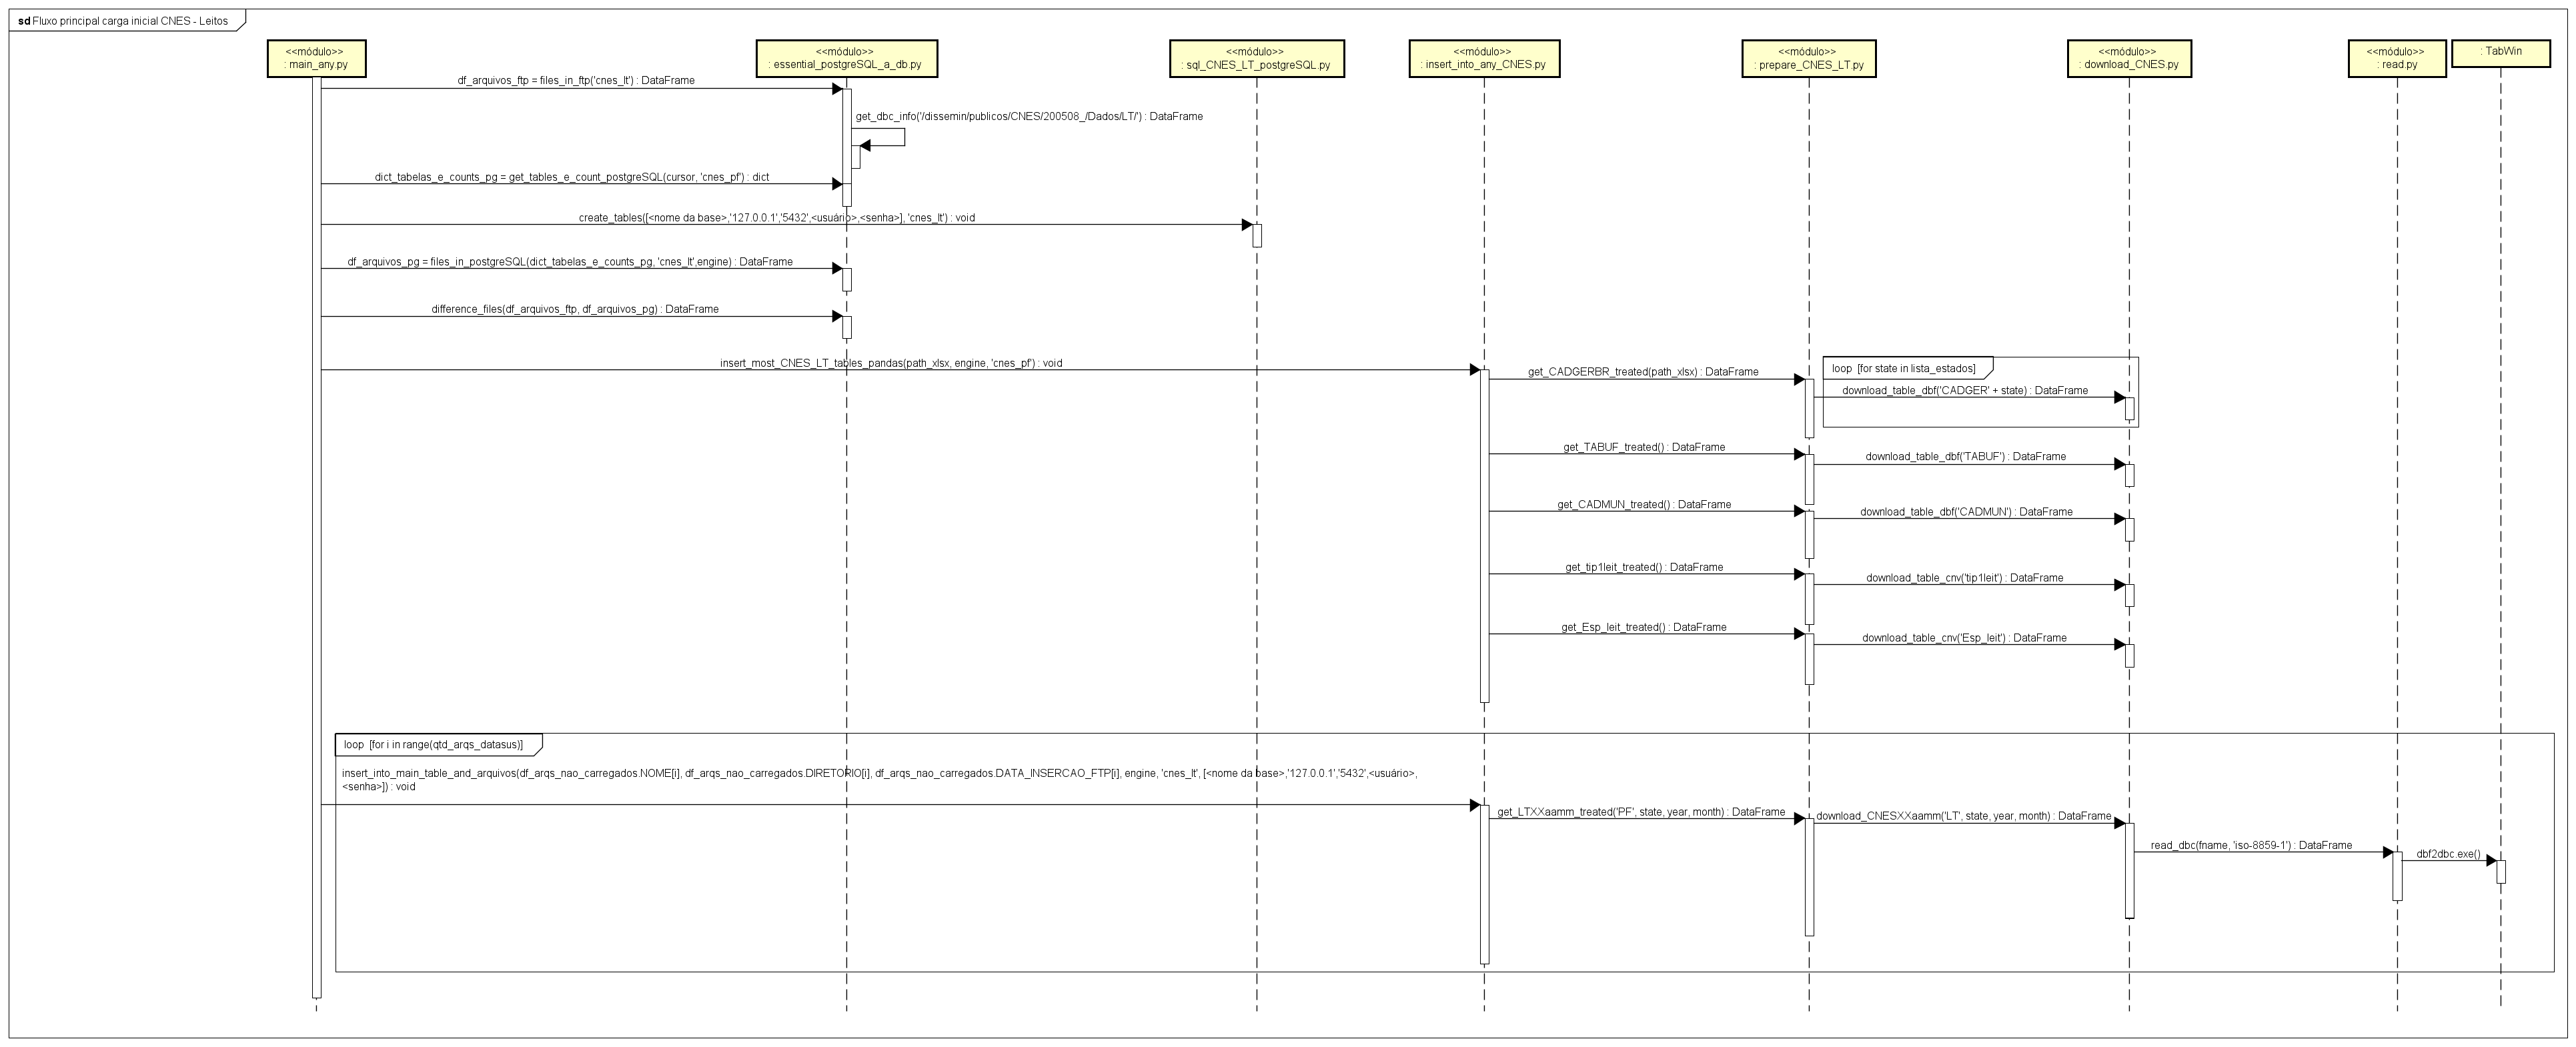 sd Fluxo principal carga inicial CNES - Leitos
<<módulo>>
: main_any.py
<<módulo>>
: essential_postgreSQL_a_db.py
<<módulo>>
: sql_CNES_LT_postgreSQL.py
<<módulo>>
: insert_into_any_CNES.py
<<módulo>>
: prepare_CNES_LT.py
<<módulo>>
: download_CNES.py
<<módulo>>
: read.py
: TabWin
df_arquivos_ftp = files_in_ftp('cnes_lt') : DataFrame
get_dbc_info('/dissemin/publicos/CNES/200508_/Dados/LT/') : DataFrame
dict_tabelas_e_counts_pg = get_tables_e_count_postgreSQL(cursor, 'cnes_pf') : dict
create_tables([<nome da base>,'127.0.0.1','5432',<usuário>,<senha>], 'cnes_lt') : void
df_arquivos_pg = files_in_postgreSQL(dict_tabelas_e_counts_pg, 'cnes_lt',engine) : DataFrame
difference_files(df_arquivos_ftp, df_arquivos_pg) : DataFrame
insert_most_CNES_LT_tables_pandas(path_xlsx, engine, 'cnes_pf') : void
get_CADGERBR_treated(path_xlsx) : DataFrame
loop [for state in lista_estados]
download_table_dbf('CADGER' + state) : DataFrame
get_TABUF_treated() : DataFrame
download_table_dbf('TABUF') : DataFrame
get_CADMUN_treated() : DataFrame
download_table_dbf('CADMUN') : DataFrame
get_tip1leit_treated() : DataFrame
download_table_cnv('tip1leit') : DataFrame
get_Esp_leit_treated() : DataFrame
download_table_cnv('Esp_leit') : DataFrame
loop [for i in range(qtd_arqs_datasus)]
insert_into_main_table_and_arquivos(df_arqs_nao_carregados.NOME[i], df_arqs_nao_carregados.DIRETORIO[i], df_arqs_nao_carregados.DATA_INSERCAO_FTP[i], engine, 'cnes_lt', [<nome da base>,'127.0.0.1','5432',<usuário>,
<senha>]) : void
get_LTXXaamm_treated('PF', state, year, month) : DataFrame
download_CNESXXaamm('LT', state, year, month) : DataFrame
read_dbc(fname, 'iso-8859-1') : DataFrame
dbf2dbc.exe()